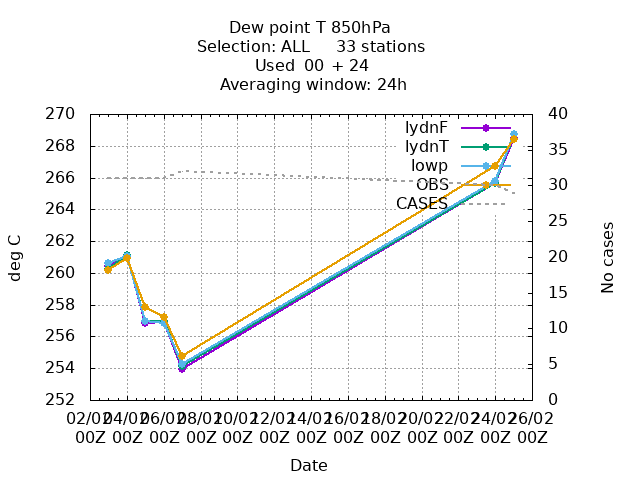 Dew point T 850hPa
Selection: ALL 33 stations
Used 00 + 24
Averaging window: 24h
270
268
266
264
262
260
258
256
254
252
deg C
40
35
30
25
20
15
10
5
0
No cases
lydnF
lydnT
lowp
OBS
CASES
02/02 04/02 06/02 08/02 10/02 12/02 14/02 16/02 18/02 20/02 22/02 24/02 26/02
00Z 00Z 00Z 00Z 00Z 00Z 00Z 00Z 00Z 00Z 00Z 00Z 00Z
Date